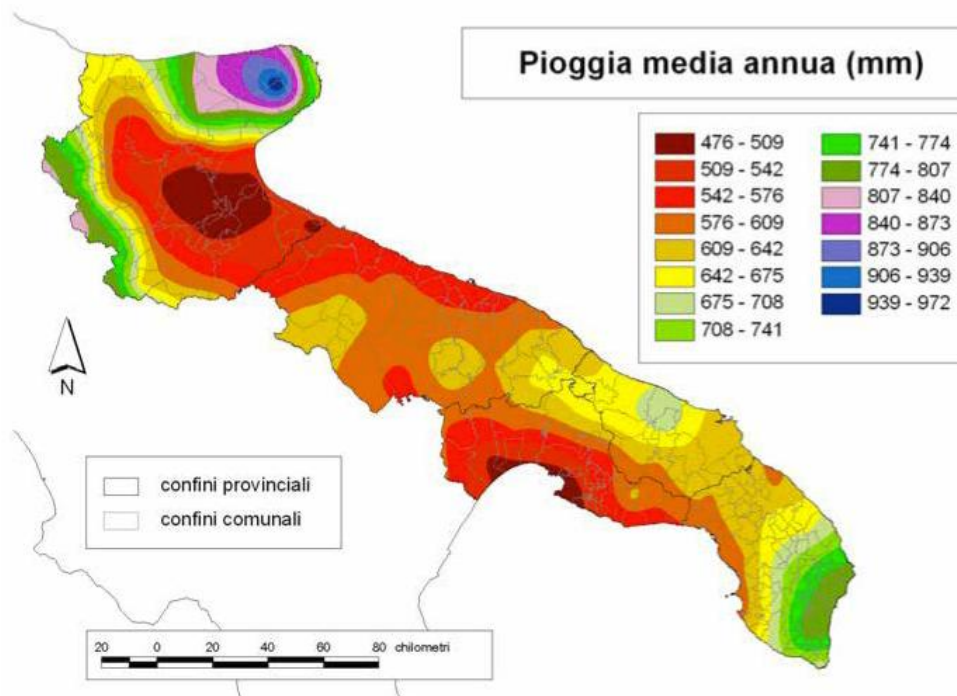 Pioggia media annua (mm)
476 - 509
509 - 542
542 - 576
576 - 609
609 - 642
642 - 675
675 - 708
708 - 741
741 - 774
774 - 807
807 - 840
840 - 873
873 - 906
906 - 939
939 - 972
N
confini provinciali
confini comunali
20 0 20 40 60 80 chilometri